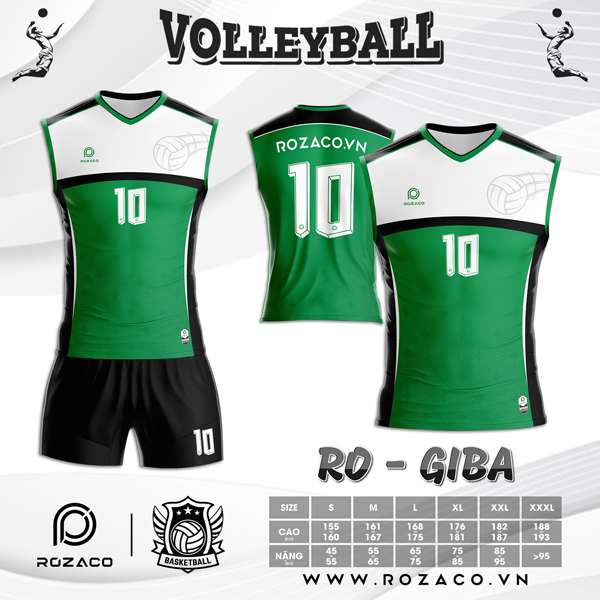 VOLLEYBALL
ROZACO
10
ROZACO.VN
10
ROZACO
10
10
RO - GIBA
SIZE S M L XL XXL XXXL
CAO 155 160 161 167 168 175 176 181 182 187 188 193
NẶNG 45 55 55 65 65 75 75 85 85 95 >95
ROZACO
BASKETBALL
WWW.ROZACO.VN